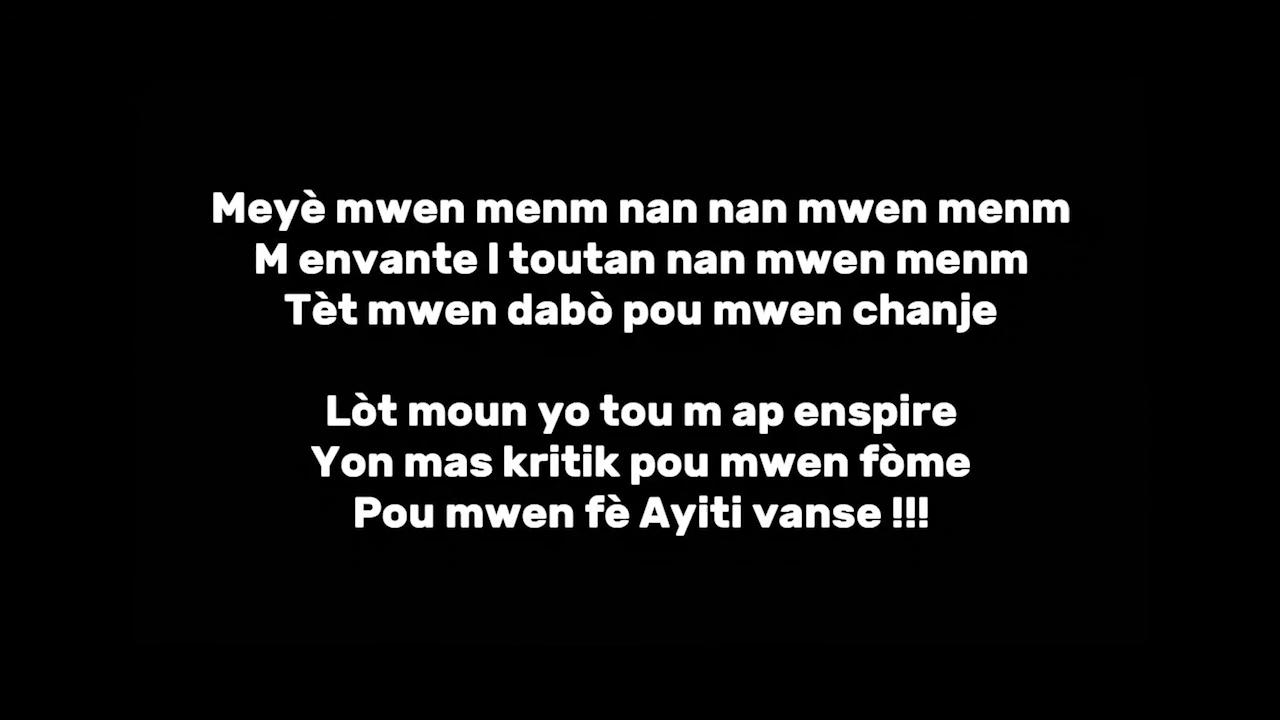 Meyè mwen menm nan nan mwen menm
M envante l toutan nan mwen menm
Tèt mwen dabò pou mwen chanje
Lòt moun yo tou m ap enspire
Yon mas kritik pou mwen fòme
Pou mwen fè Ayiti vanse !!!